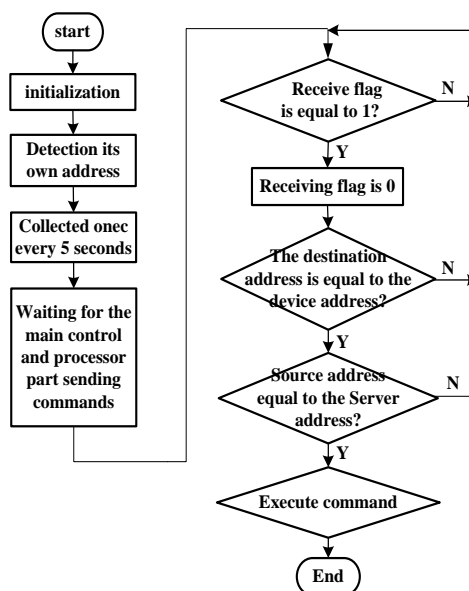 start
initialization
Detection its
own address
Collected onec
every 5 seconds
Waiting for the
main control
and processor
part sending
commands
Receive flag
is equal to 1?
N
Y
Receiving flag is 0
The destination
address is equal to the
device address?
N
Y
Source address
equal to the Server
address?
N
Y
Execute command
End